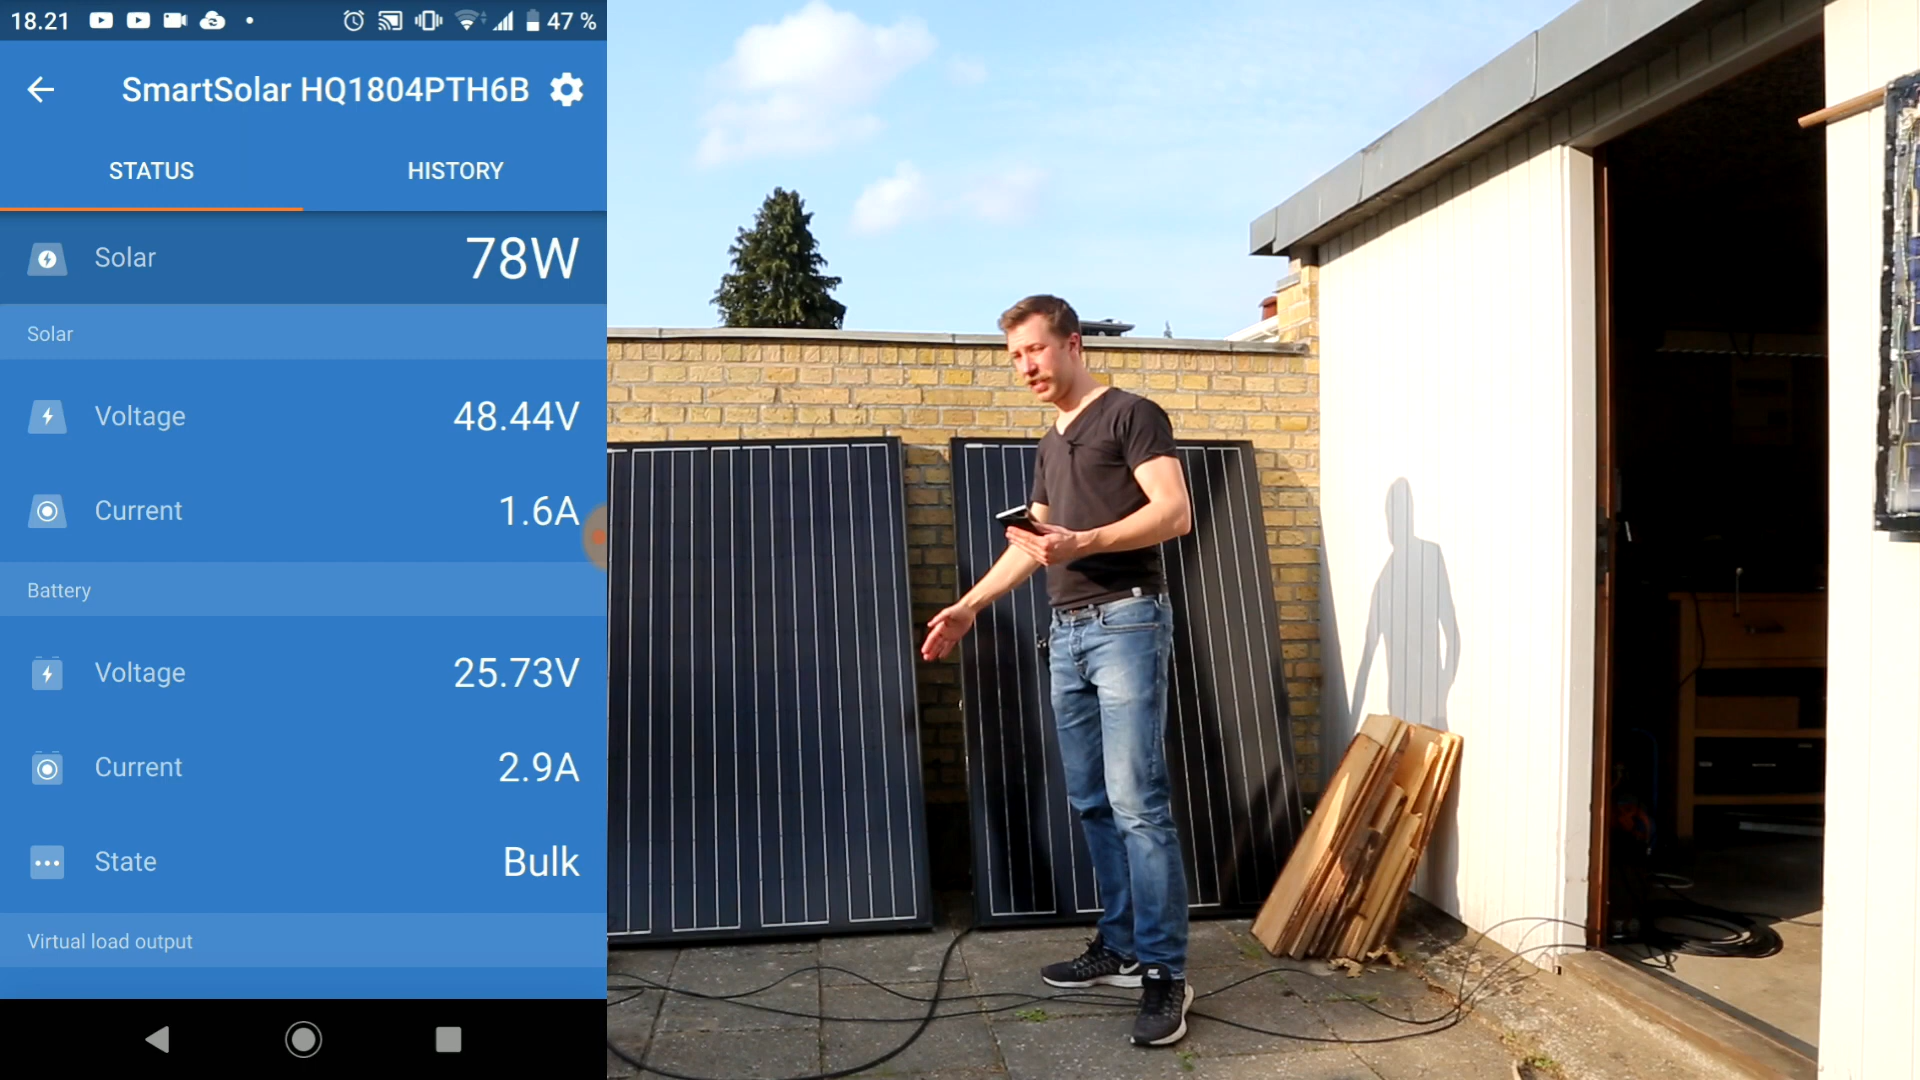 18.21 47 %
SmartSolar HQ1804PTH6B
STATUS HISTORY
Solar 78W
Solar
Voltage 48.44V
Current 1.6A
Battery
Voltage 25.73V
Current 2.9A
State Bulk
Virtual load output